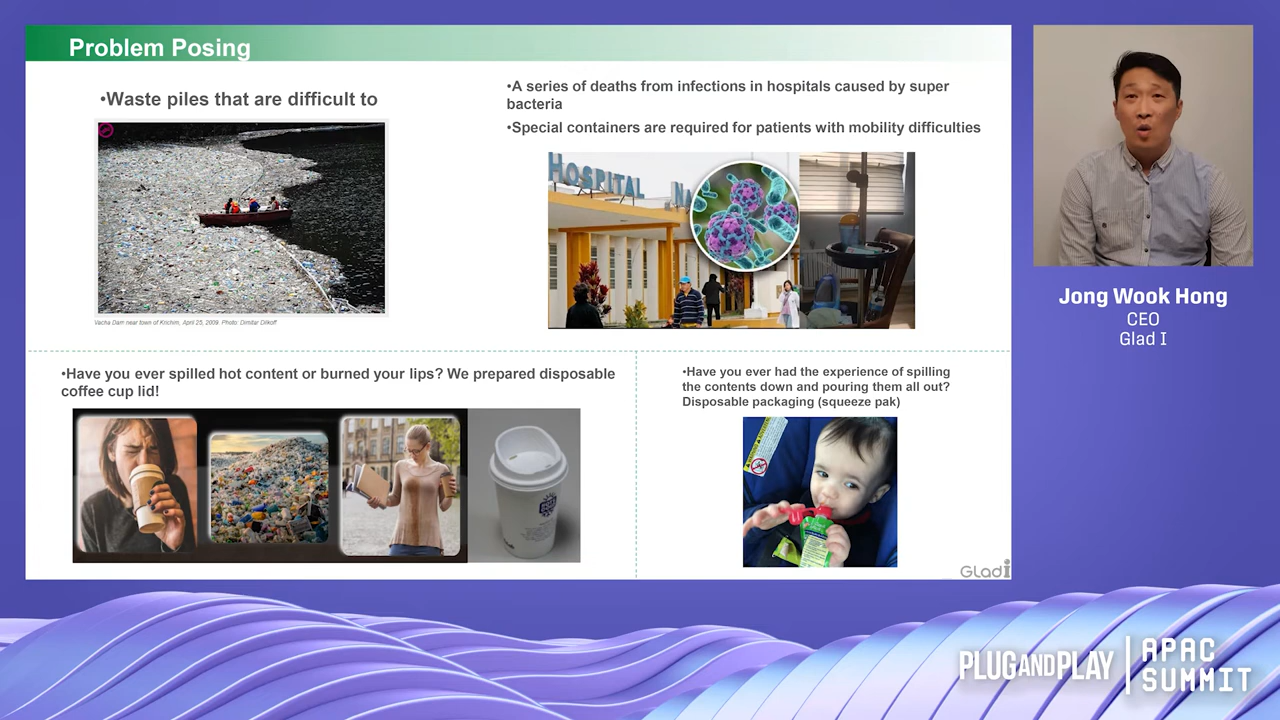 Problem Posing
•Waste piles that are difficult to
Vacha Dam near town of Krichim, April 25, 2009. Photo: Dimitar Dilkoff
•A series of deaths from infections in hospitals caused by super
bacteria
•Special containers are required for patients with mobility difficulties
HOSPITAL NA
•Have you ever spilled hot content or burned your lips? We prepared disposable
coffee cup lid!
•Have you ever had the experience of spilling
the contents down and pouring them all out?
Disposable packaging (squeeze pak)
Gladi
Jong Wook Hong
CEO
Glad I
PLUGANDPLAY
APAC
SUMMIT